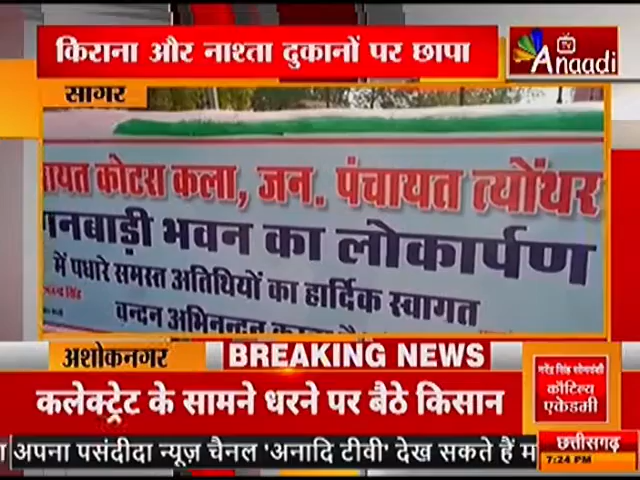 किराना और नाश्ता दुकानों पर छापा
TV
Anaadi
सागर
ायत कोटरा कला, जन. पंचायत त्योंथर
नबाड़ी भवन का लोकार्पण
में पधारे समस्त अतिथियों का हार्दिक स्वागत
वन्दन अभिनन्दन
अशोकनगर
BREAKING NEWS
कलेक्ट्रेट के सामने धरने पर बैठे किसान
नरेंद्र सिंह सोमवंशी
कौटिल्य
एकेडमी
अपना पसंदीदा न्यूज़ चैनल 'अनादि टीवी' देख सकते हैं म
छत्तीसगढ़
7:24 PM